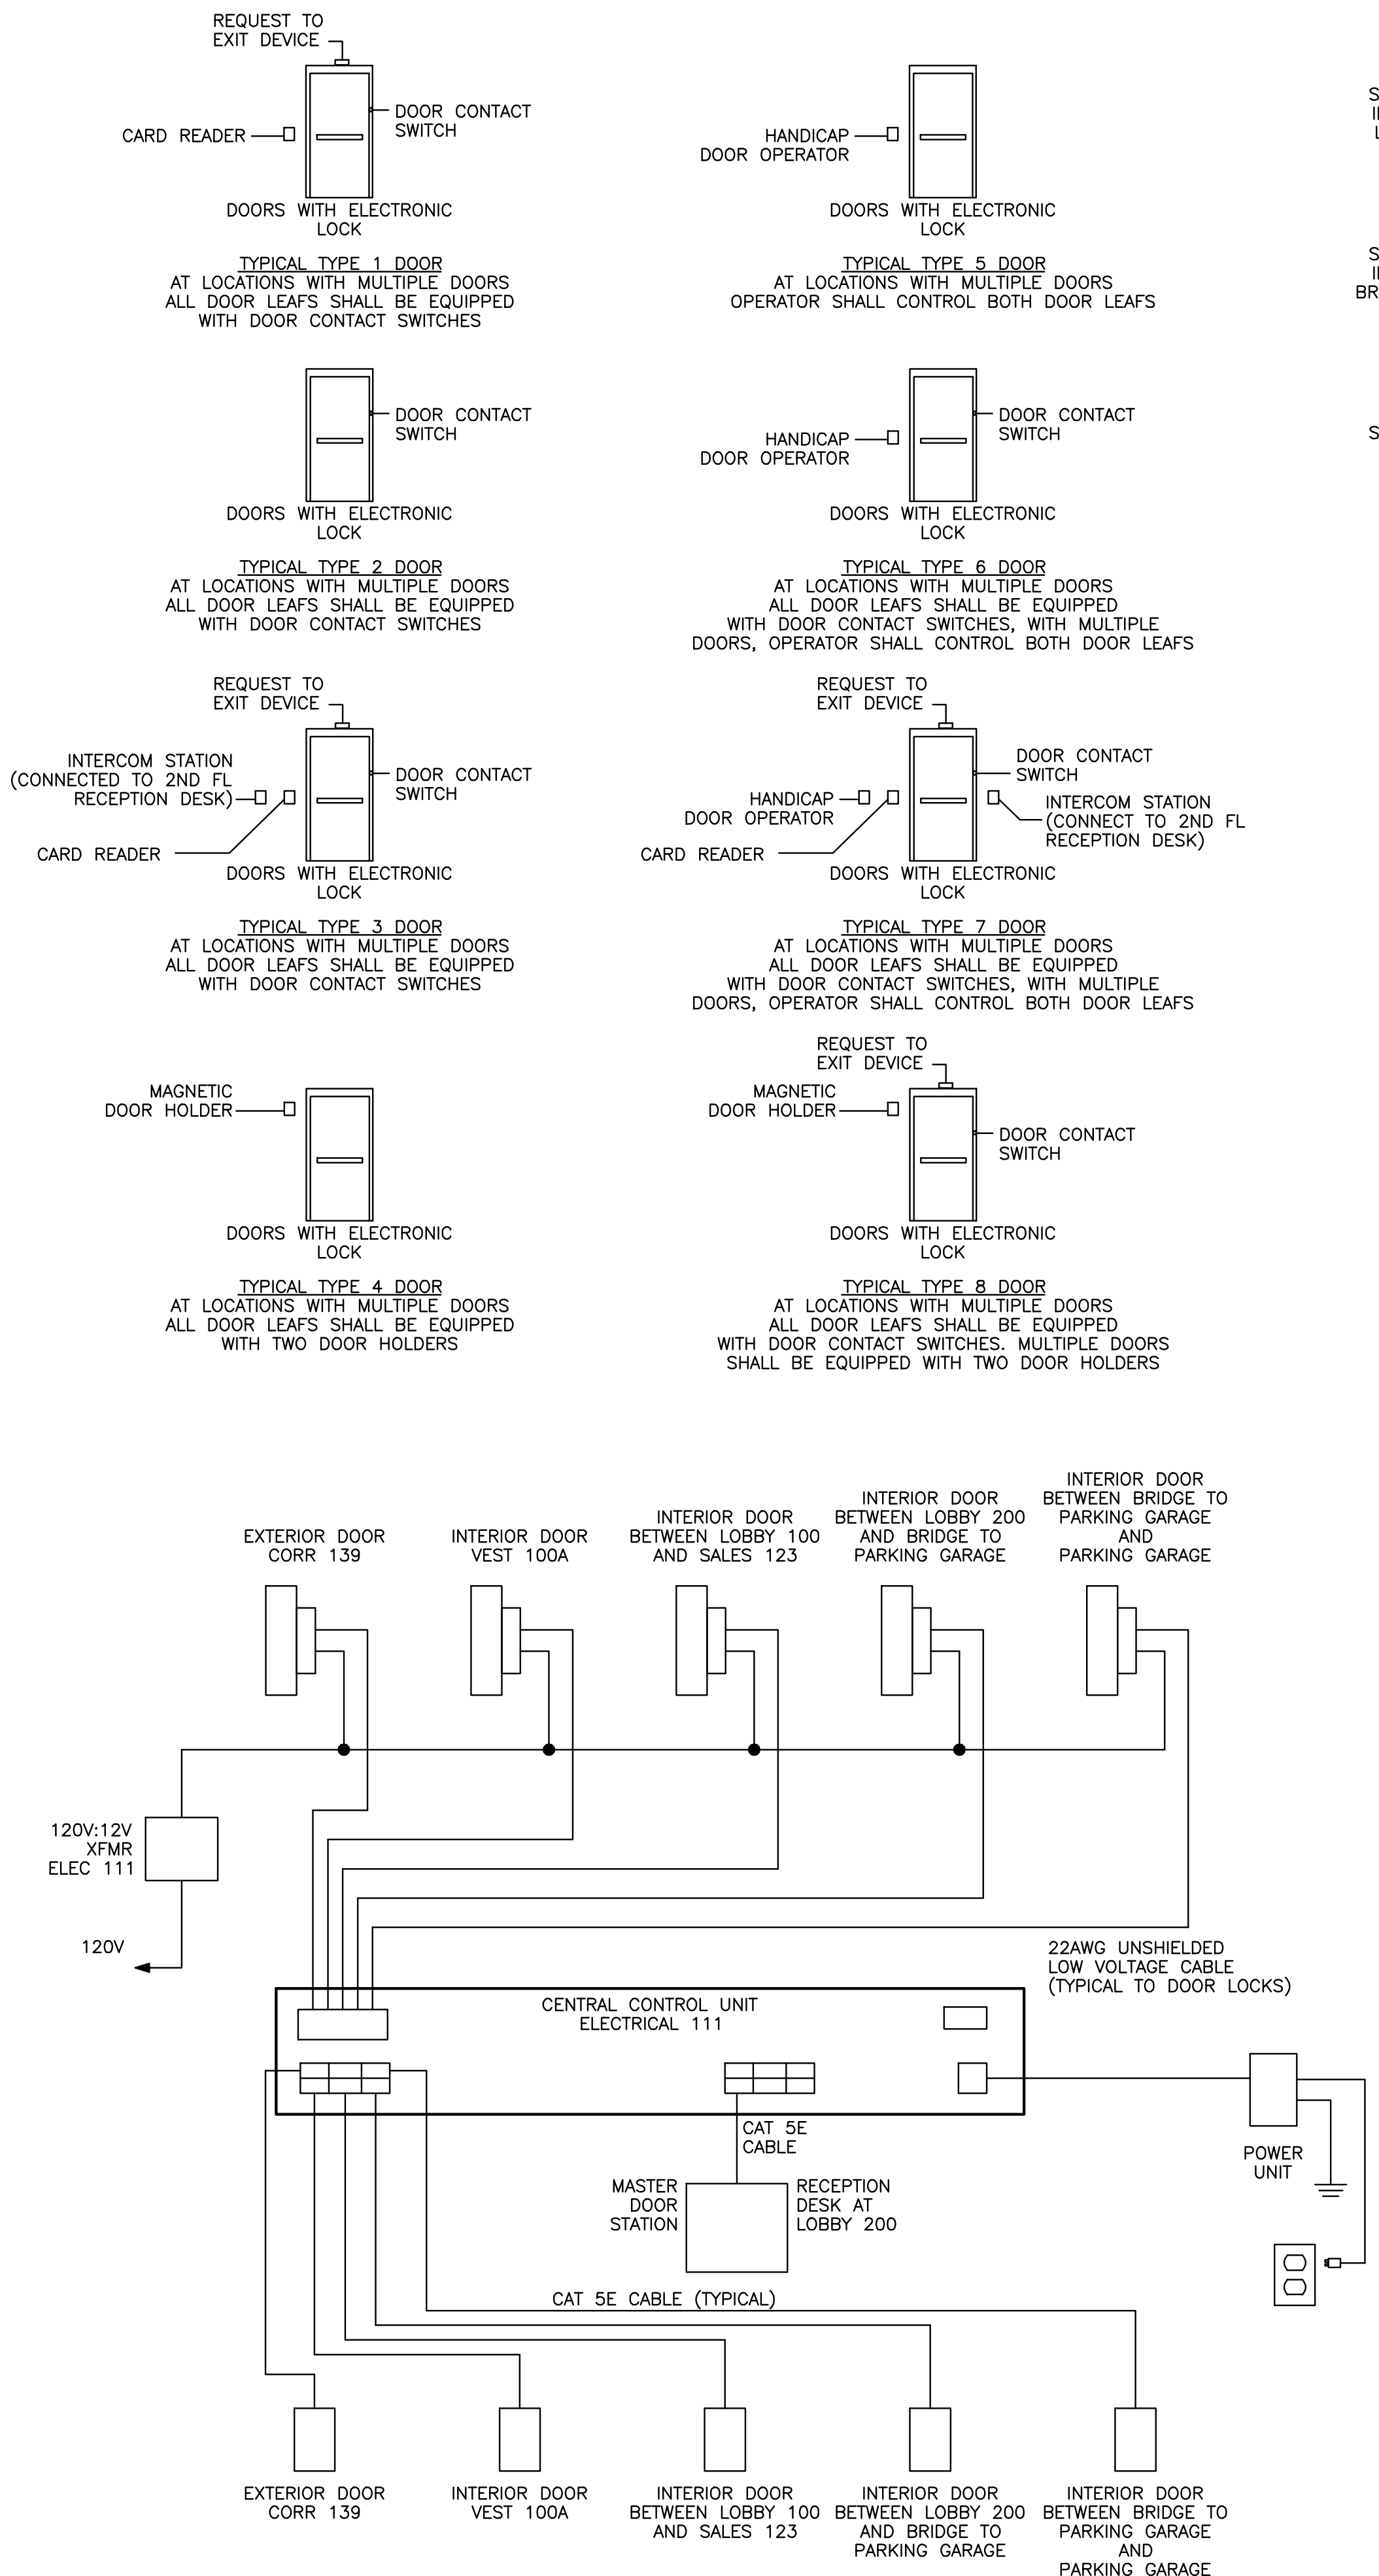 REQUEST TO
EXIT DEVICE
CARD READER
DOOR CONTACT
SWITCH
DOORS WITH ELECTRONIC
LOCK
TYPICAL TYPE 1 DOOR
AT LOCATIONS WITH MULTIPLE DOORS
ALL DOOR LEAFS SHALL BE EQUIPPED
WITH DOOR CONTACT SWITCHES
HANDICAP
DOOR OPERATOR
DOORS WITH ELECTRONIC
LOCK
TYPICAL TYPE 5 DOOR
AT LOCATIONS WITH MULTIPLE DOORS
OPERATOR SHALL CONTROL BOTH DOOR LEAFS
DOOR CONTACT
SWITCH
DOORS WITH ELECTRONIC
LOCK
TYPICAL TYPE 2 DOOR
AT LOCATIONS WITH MULTIPLE DOORS
ALL DOOR LEAFS SHALL BE EQUIPPED
WITH DOOR CONTACT SWITCHES
HANDICAP
DOOR OPERATOR
DOOR CONTACT
SWITCH
DOORS WITH ELECTRONIC
LOCK
TYPICAL TYPE 6 DOOR
AT LOCATIONS WITH MULTIPLE DOORS
ALL DOOR LEAFS SHALL BE EQUIPPED
WITH DOOR CONTACT SWITCHES, WITH MULTIPLE
DOORS, OPERATOR SHALL CONTROL BOTH DOOR LEAFS
REQUEST TO
EXIT DEVICE
INTERCOM STATION
(CONNECTED TO 2ND FL
RECEPTION DESK)
CARD READER
DOOR CONTACT
SWITCH
DOORS WITH ELECTRONIC
LOCK
TYPICAL TYPE 3 DOOR
AT LOCATIONS WITH MULTIPLE DOORS
ALL DOOR LEAFS SHALL BE EQUIPPED
WITH DOOR CONTACT SWITCHES
REQUEST TO
EXIT DEVICE
HANDICAP
DOOR OPERATOR
CARD READER
DOOR CONTACT
SWITCH
INTERCOM STATION
(CONNECT TO 2ND FL
RECEPTION DESK)
DOORS WITH ELECTRONIC
LOCK
TYPICAL TYPE 7 DOOR
AT LOCATIONS WITH MULTIPLE DOORS
ALL DOOR LEAFS SHALL BE EQUIPPED
WITH DOOR CONTACT SWITCHES, WITH MULTIPLE
DOORS, OPERATOR SHALL CONTROL BOTH DOOR LEAFS
MAGNETIC
DOOR HOLDER
DOORS WITH ELECTRONIC
LOCK
TYPICAL TYPE 4 DOOR
AT LOCATIONS WITH MULTIPLE DOORS
ALL DOOR LEAFS SHALL BE EQUIPPED
WITH TWO DOOR HOLDERS
REQUEST TO
EXIT DEVICE
MAGNETIC
DOOR HOLDER
DOOR CONTACT
SWITCH
DOORS WITH ELECTRONIC
LOCK
TYPICAL TYPE 8 DOOR
AT LOCATIONS WITH MULTIPLE DOORS
ALL DOOR LEAFS SHALL BE EQUIPPED
WITH DOOR CONTACT SWITCHES. MULTIPLE DOORS
SHALL BE EQUIPPED WITH TWO DOOR HOLDERS
EXTERIOR DOOR
CORR 139
INTERIOR DOOR
VEST 100A
INTERIOR DOOR
BETWEEN LOBBY 100
AND SALES 123
INTERIOR DOOR
BETWEEN LOBBY 200
AND BRIDGE TO
PARKING GARAGE
INTERIOR DOOR
BETWEEN BRIDGE TO
PARKING GARAGE
AND
PARKING GARAGE
120V:12V
XFMR
ELEC 111
120V
22AWG UNSHIELDED
LOW VOLTAGE CABLE
(TYPICAL TO DOOR LOCKS)
CENTRAL CONTROL UNIT
ELECTRICAL 111
CAT 5E
CABLE
POWER
UNIT
MASTER
DOOR
STATION
RECEPTION
DESK AT
LOBBY 200
CAT 5E CABLE (TYPICAL)
EXTERIOR DOOR
CORR 139
INTERIOR DOOR
VEST 100A
INTERIOR DOOR
BETWEEN LOBBY 100
AND SALES 123
INTERIOR DOOR
BETWEEN LOBBY 200
AND BRIDGE TO
PARKING GARAGE
INTERIOR DOOR
BETWEEN BRIDGE TO
PARKING GARAGE
AND
PARKING GARAGE